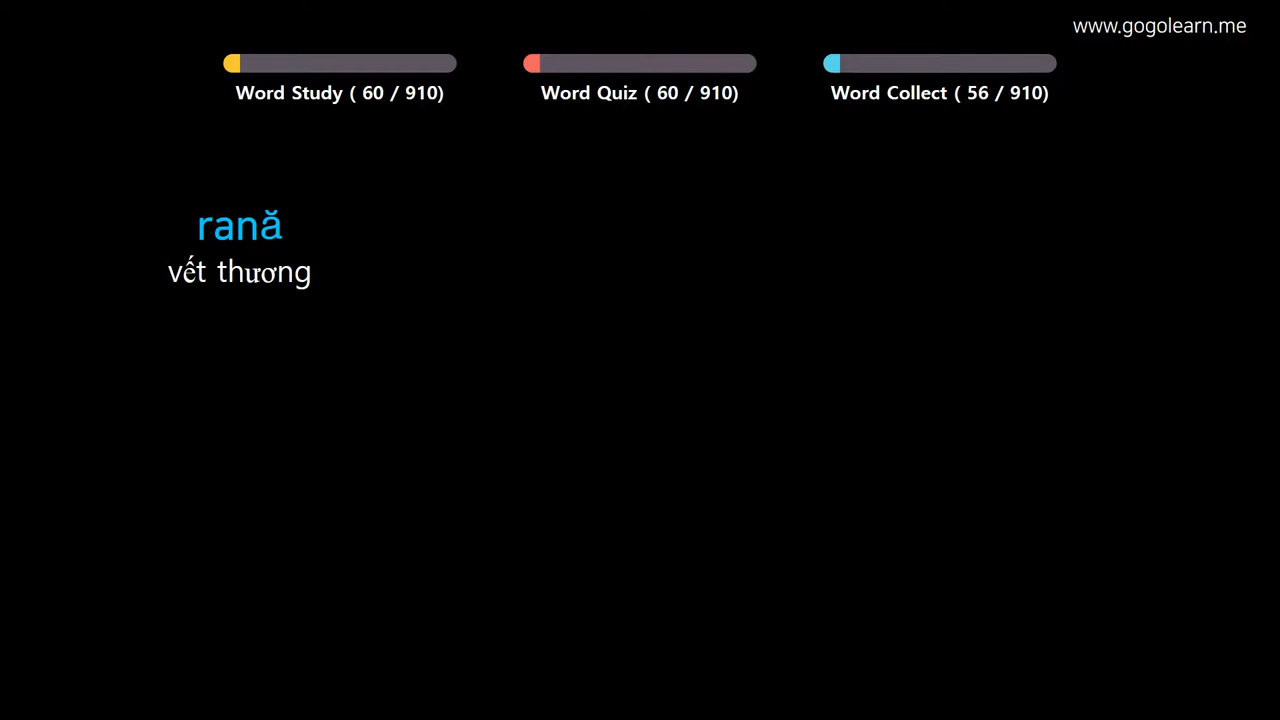 www.gogolearn.me
Word Study ( 60 / 910)
Word Quiz ( 60 / 910)
Word Collect ( 56 / 910)
rană
vết thương